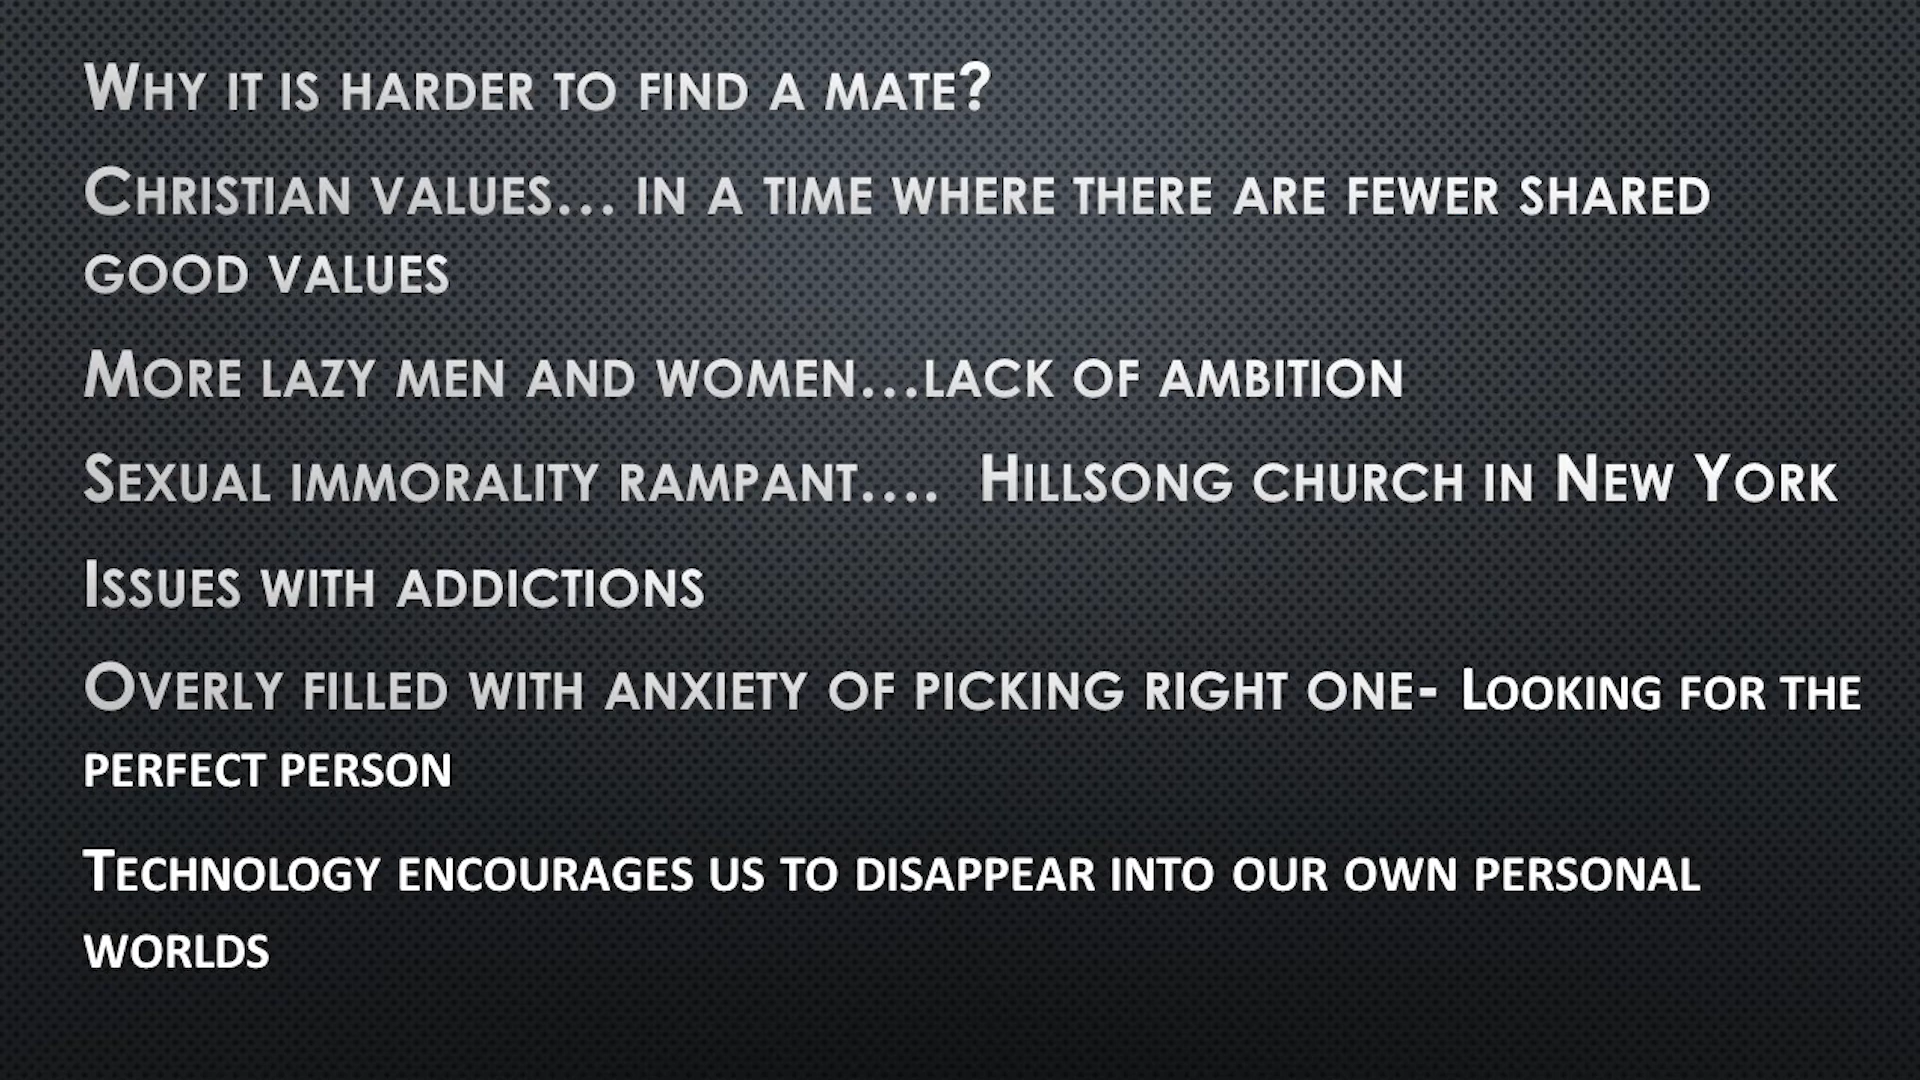 Why it is harder to find a mate?
Christian values... in a time where there are fewer shared
good values
More lazy men and women...lack of ambition
Sexual immorality rampant....  Hillsong church in New York
Issues with addictions
Overly filled with anxiety of picking right one- Looking for the
perfect person
Technology encourages us to disappear into our own personal
worlds